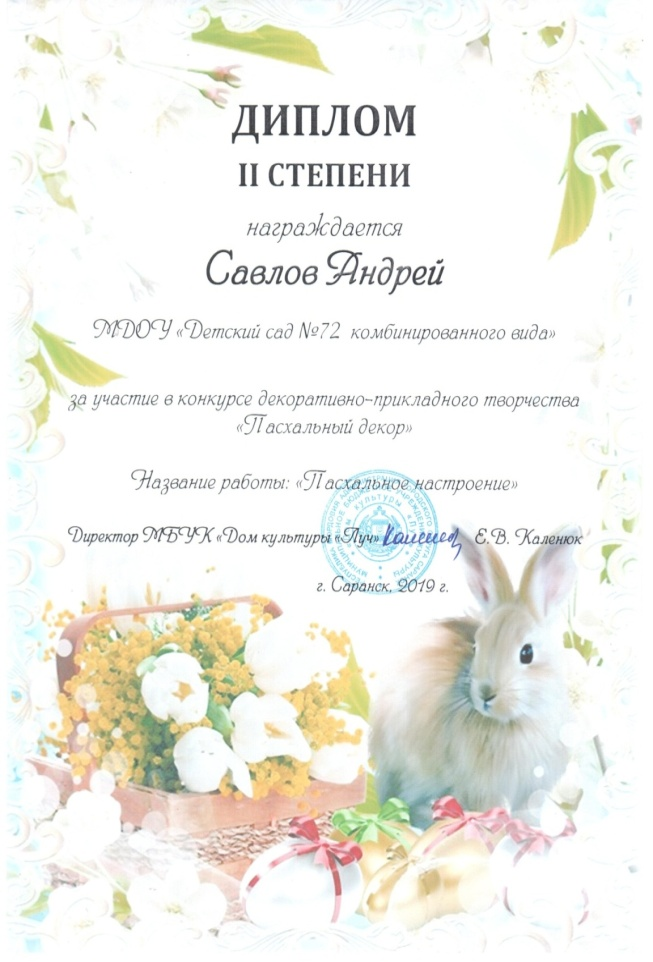 ДИПЛОМ
II СТЕПЕНИ
награждается
Савлов Андрей
МДОУ «Детский сад №72 комбинированного вида»
за участие в конкурсе декоративно-прикладного творчества
«Пасхальный декор»
Название работы: «Пасхальное настроение»
Директор МБУК «Дом культуры «Луч» Е.В. Каленюк
г. Саранск, 2019 г.